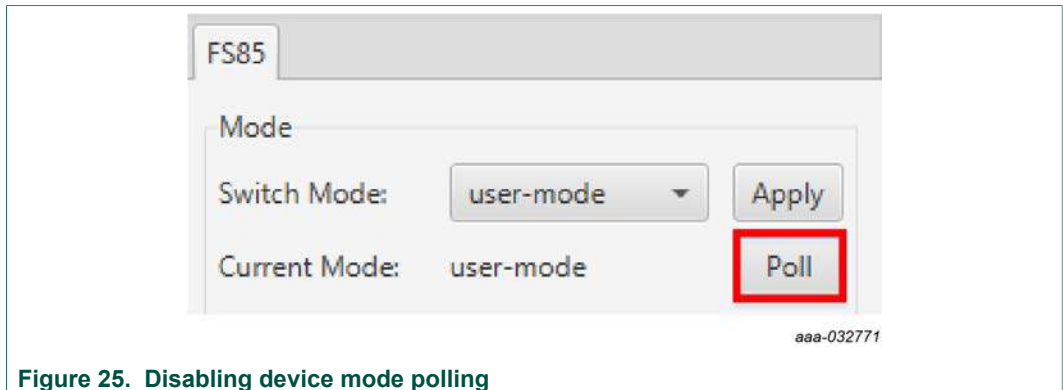 FS85
Mode
Switch Mode: user-mode Apply
Current Mode: user-mode Poll
aaa-032771
Figure 25. Disabling device mode polling